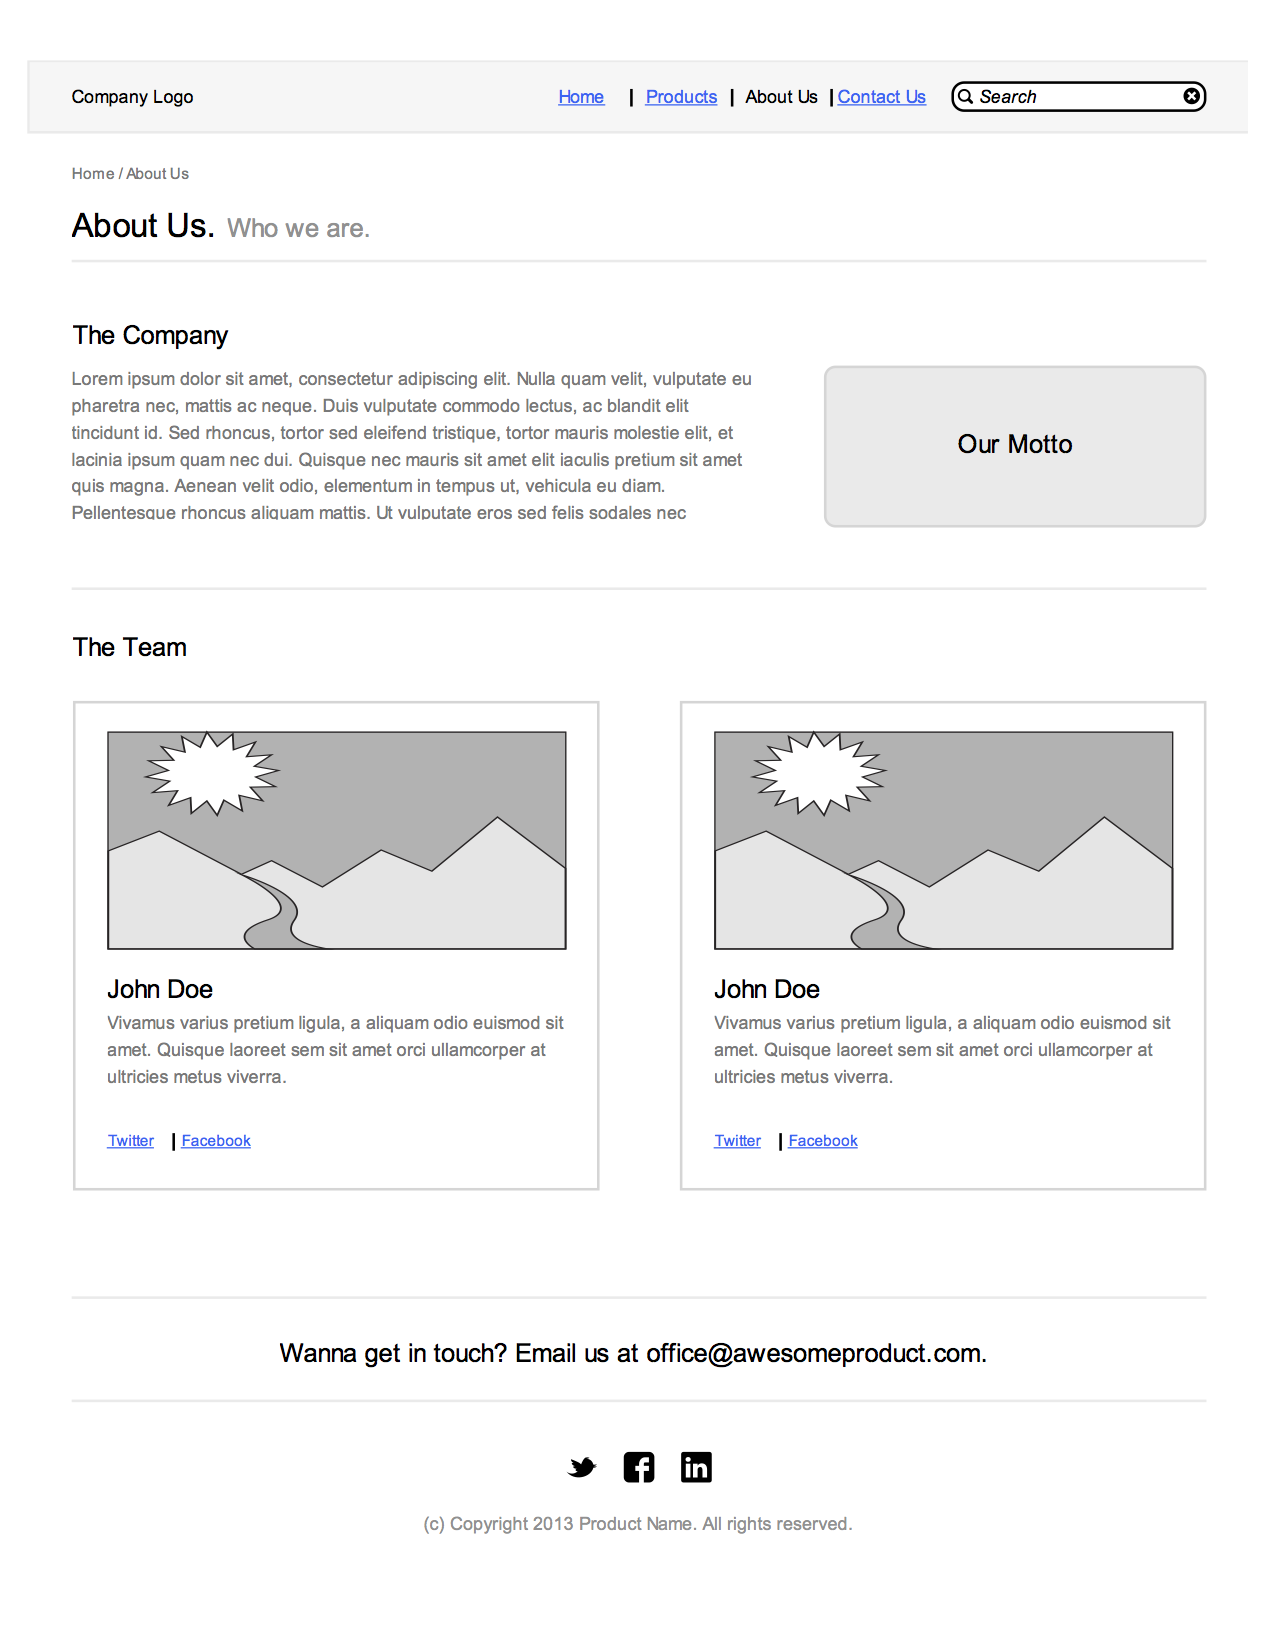 Company Logo
Home | Products | About Us | Contact Us
Search
Home / About Us
About Us. Who we are.
The Company
Lorem ipsum dolor sit amet, consectetur adipiscing elit. Nulla quam velit, vulputate eu
pharetra nec, mattis ac neque. Duis vulputate commodo lectus, ac blandit elit
tincidunt id. Sed rhoncus, tortor sed eleifend tristique, tortor mauris molestie elit, et
lacinia ipsum quam nec dui. Quisque nec mauris sit amet elit iaculis pretium sit amet
quis magna. Aenean velit odio, elementum in tempus ut, vehicula eu diam.
Pellentesque rhoncus aliquam mattis. Ut vulputate eros sed felis sodales nec
Our Motto
The Team
John Doe
Vivamus varius pretium ligula, a aliquam odio euismod sit
amet. Quisque laoreet sem sit amet orci ullamcorper at
ultricies metus viverra.
Twitter | Facebook
John Doe
Vivamus varius pretium ligula, a aliquam odio euismod sit
amet. Quisque laoreet sem sit amet orci ullamcorper at
ultricies metus viverra.
Twitter | Facebook
Wanna get in touch? Email us at office@awesomeproduct.com.
(c) Copyright 2013 Product Name. All rights reserved.